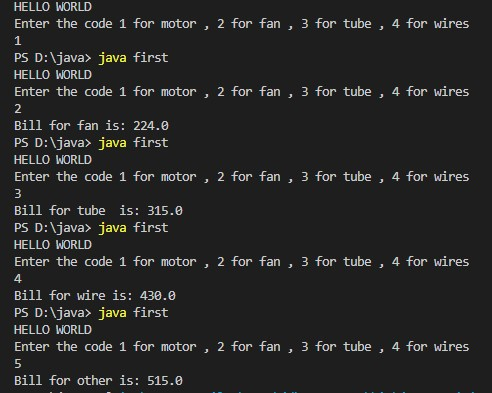 HELLO WORLD
Enter the code 1 for motor , 2 for fan , 3 for tube , 4 for wires
1
PS D:\java> java first
HELLO WORLD
Enter the code 1 for motor , 2 for fan , 3 for tube , 4 for wires
2
Bill for fan is: 224.0
PS D:\java> java first
HELLO WORLD
Enter the code 1 for motor , 2 for fan , 3 for tube , 4 for wires
3
Bill for tube  is: 315.0
PS D:\java> java first
HELLO WORLD
Enter the code 1 for motor , 2 for fan , 3 for tube , 4 for wires
4
Bill for wire is: 430.0
PS D:\java> java first
HELLO WORLD
Enter the code 1 for motor , 2 for fan , 3 for tube , 4 for wires
5
Bill for other is: 515.0